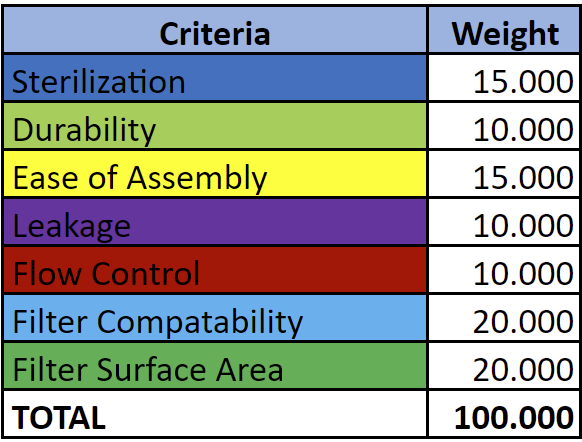 Criteria Weight
Sterilization 15.000
Durability 10.000
Ease of Assembly 15.000
Leakage 10.000
Flow Control 10.000
Filter Compatability 20.000
Filter Surface Area 20.000
TOTAL 100.000